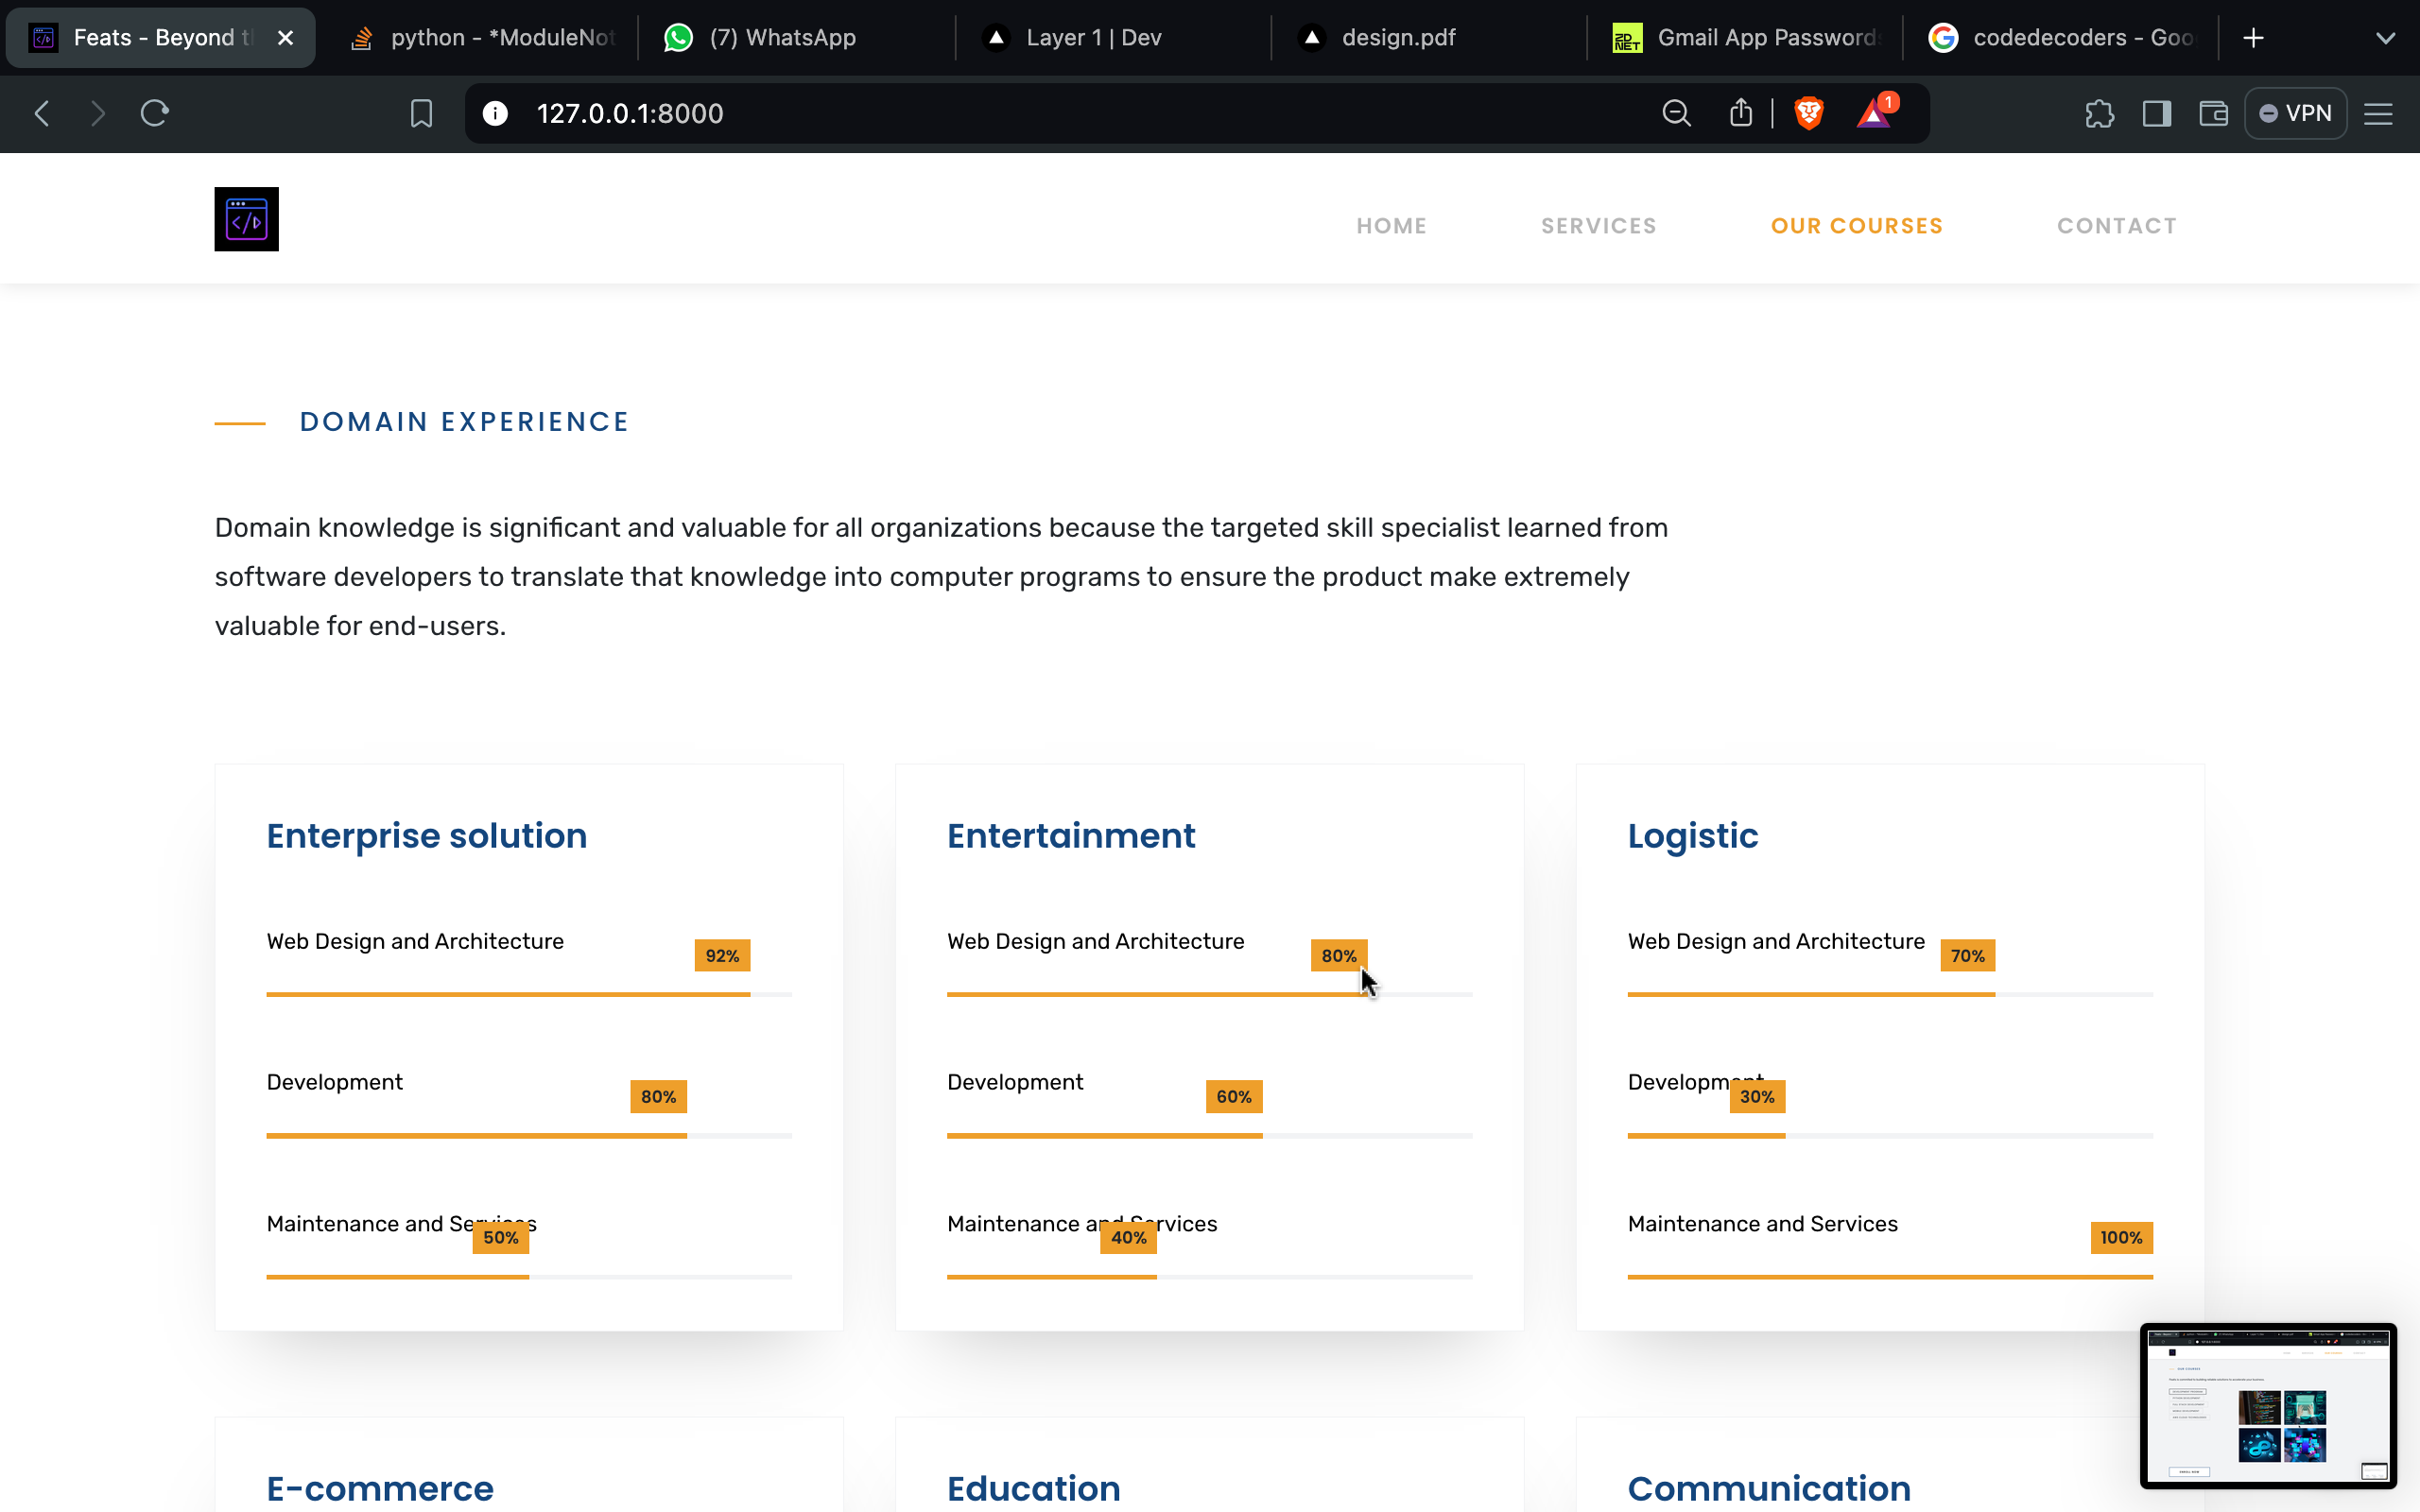 Feats - Beyond
python - *ModuleNot
(7) WhatsApp
Layer 1 | Dev
design.pdf
ZD
NET
Gmail App Passwords
codedecoders - Goo
127.0.0.1:8000
1
VPN
</>
HOME
SERVICES
OUR COURSES
CONTACT
DOMAIN EXPERIENCE
Domain knowledge is significant and valuable for all organizations because the targeted skill specialist learned from
software developers to translate that knowledge into computer programs to ensure the product make extremely
valuable for end-users.
Enterprise solution
Web Design and Architecture
92%
Development
80%
Maintenance and Services
50%
Entertainment
Web Design and Architecture
80%
Development
60%
Maintenance and Services
40%
Logistic
Web Design and Architecture
70%
Development
30%
Maintenance and Services
100%
E-commerce
Education
Communication
OUR COURSES